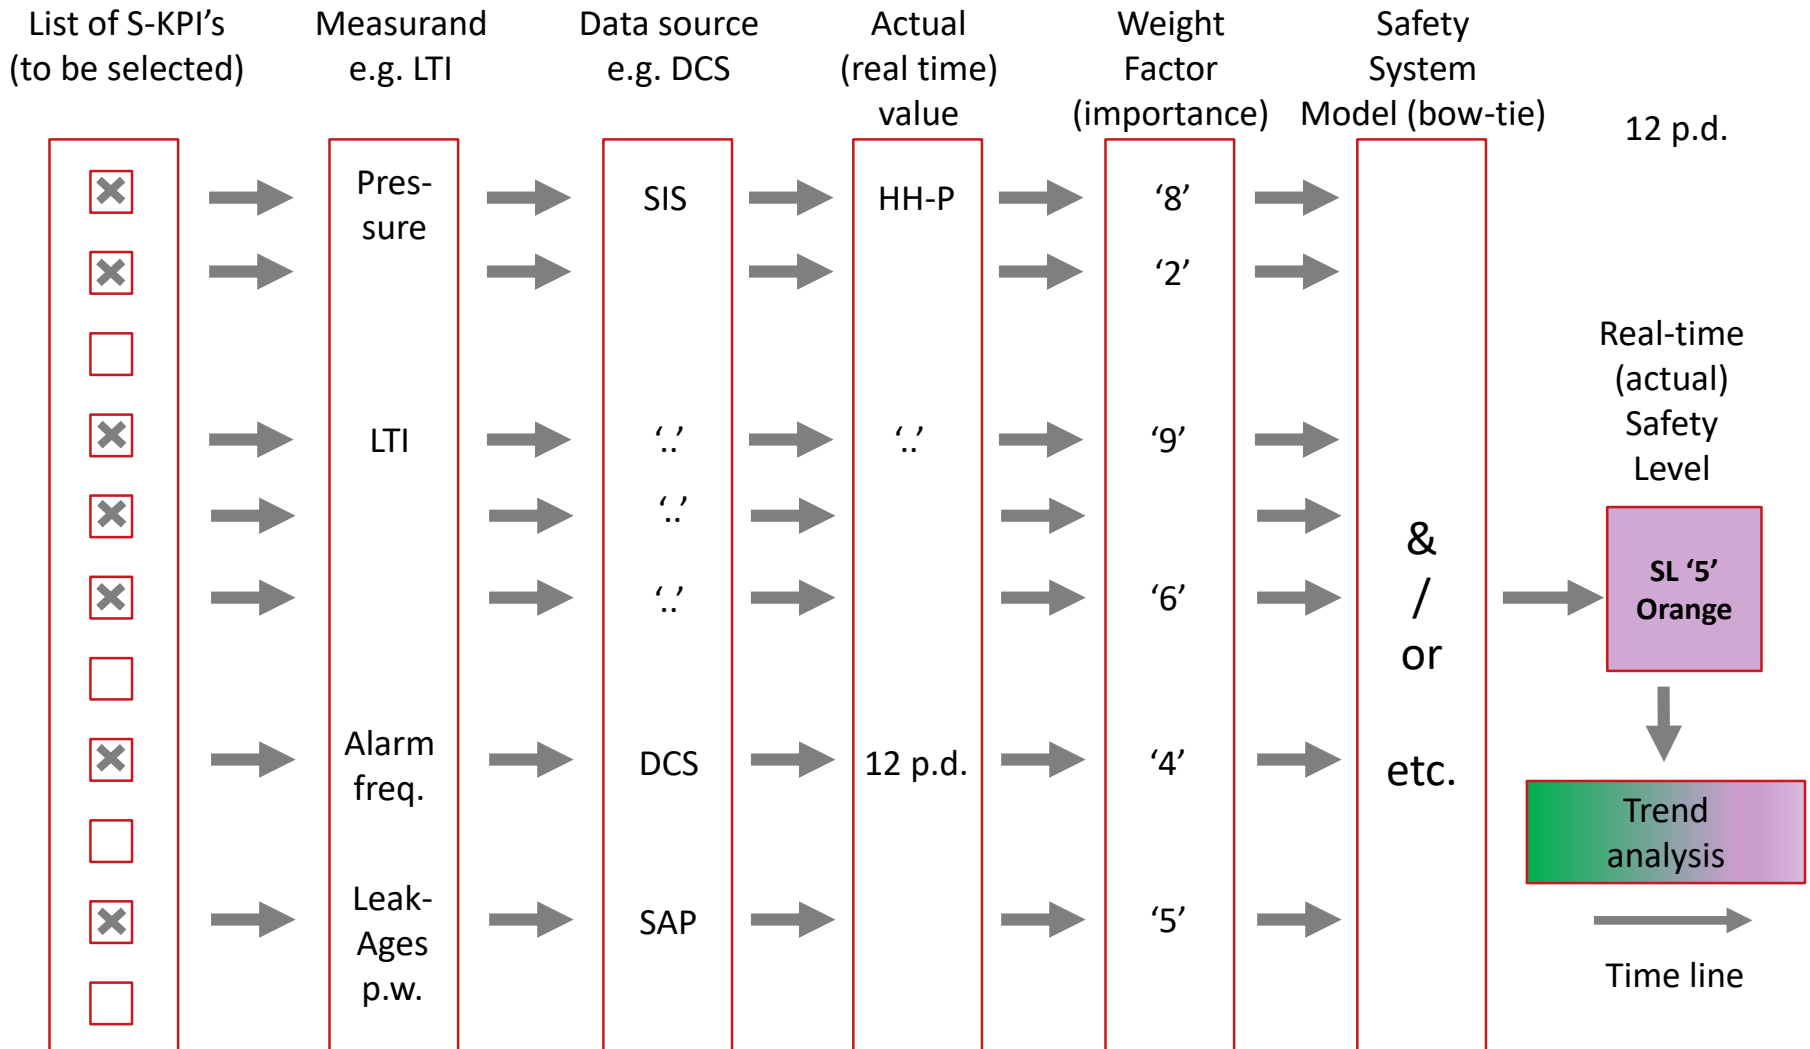 List of S-KPI's
(to be selected)
Measurand
e.g. LTI
Data source
e.g. DCS
Actual
(real time)
value
Weight
Factor
(importance)
Safety
System
Model (bow-tie)
12 p.d.
Pres-
sure
SIS
HH-P
‘8’
‘2’
LTI
‘..’
‘..’
‘9’
‘..’
‘..’
‘6’
Alarm
freq.
DCS
12 p.d.
‘4’
Leak-
Ages
p.w.
SAP
‘5’
&
/
or
etc.
Real-time
(actual)
Safety
Level
SL ‘5’
Orange
Trend
analysis
Time line